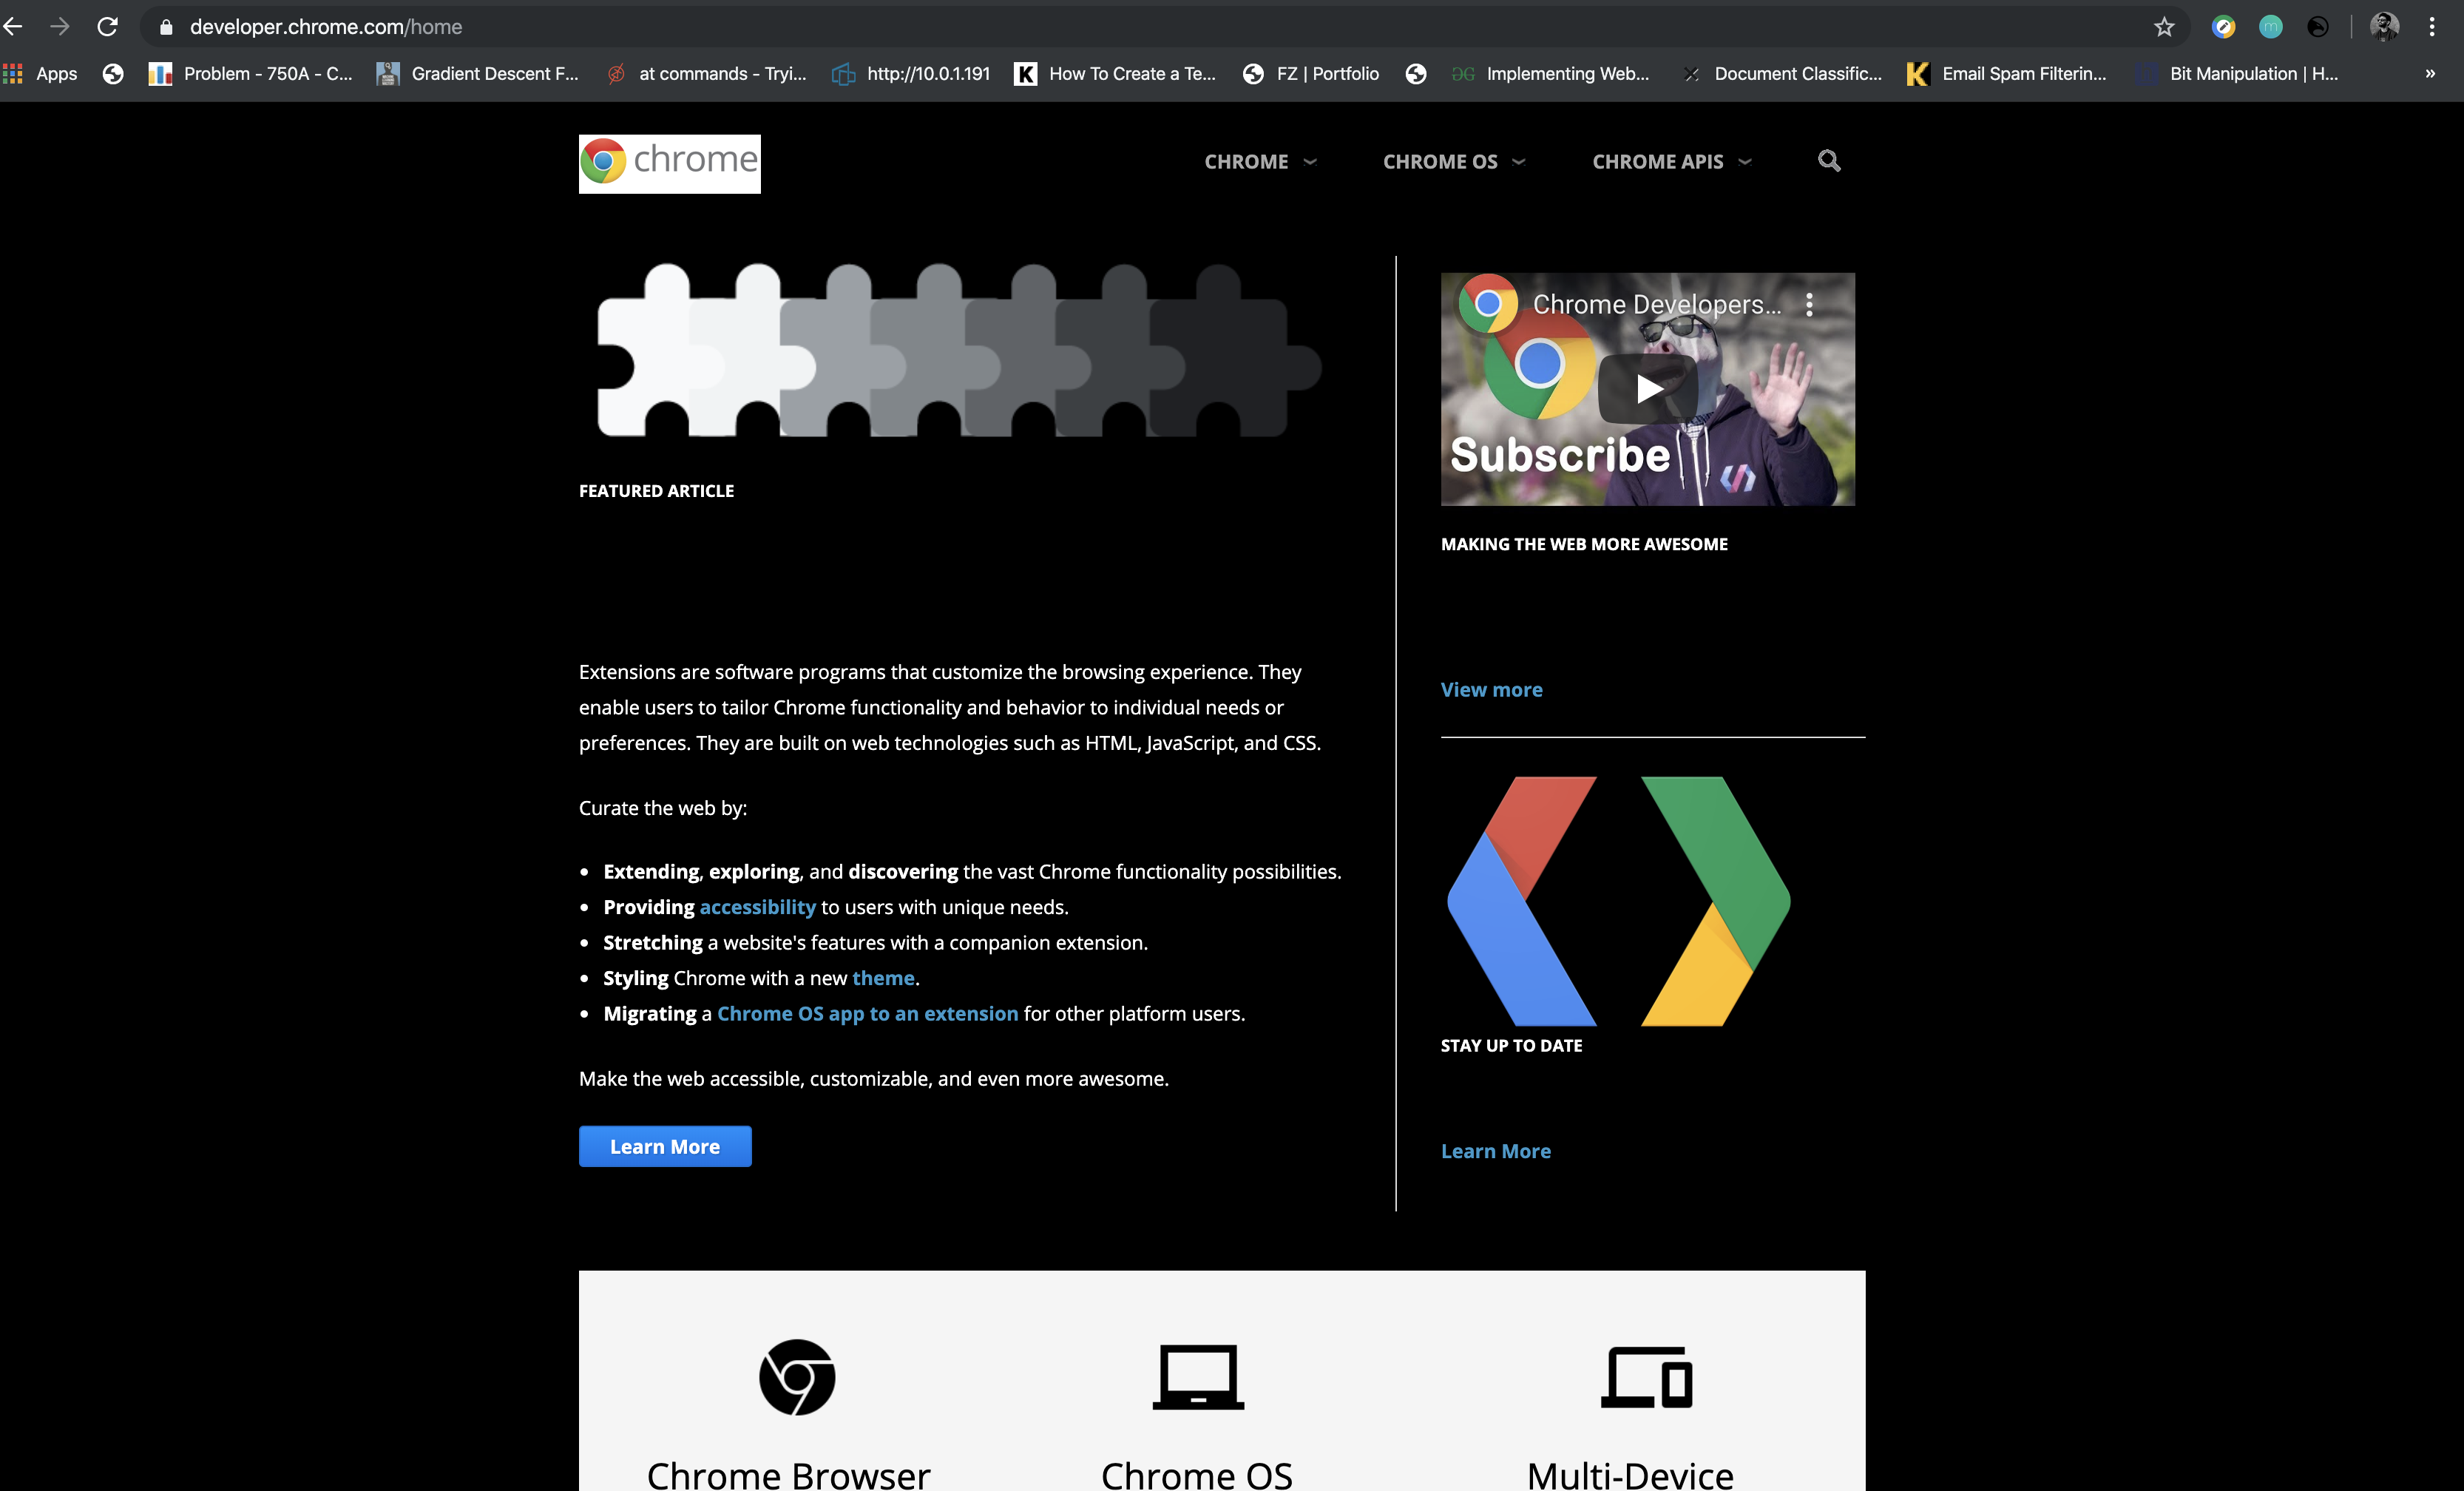 developer.chrome.com/home
m
Apps
Problem - 750A - C...
Gradient Descent F...
at commands - Tryi...
http://10.0.1.191
K
How To Create a Te...
FZ | Portfolio
Implementing Web...
Document Classific...
K
Email Spam Filterin...
Bit Manipulation | H...
»
chrome
CHROME
CHROME OS
CHROME APIS
FEATURED ARTICLE
Extensions are software programs that customize the browsing experience. They
enable users to tailor Chrome functionality and behavior to individual needs or
preferences. They are built on web technologies such as HTML, JavaScript, and CSS.
Curate the web by:
• Extending, exploring, and discovering the vast Chrome functionality possibilities.
• Providing accessibility to users with unique needs.
• Stretching a website's features with a companion extension.
• Styling Chrome with a new theme.
• Migrating a Chrome OS app to an extension for other platform users.
Make the web accessible, customizable, and even more awesome.
Learn More
Chrome Developers...
Subscribe
MAKING THE WEB MORE AWESOME
View more
STAY UP TO DATE
Learn More
Chrome Browser
Chrome OS
Multi-Device